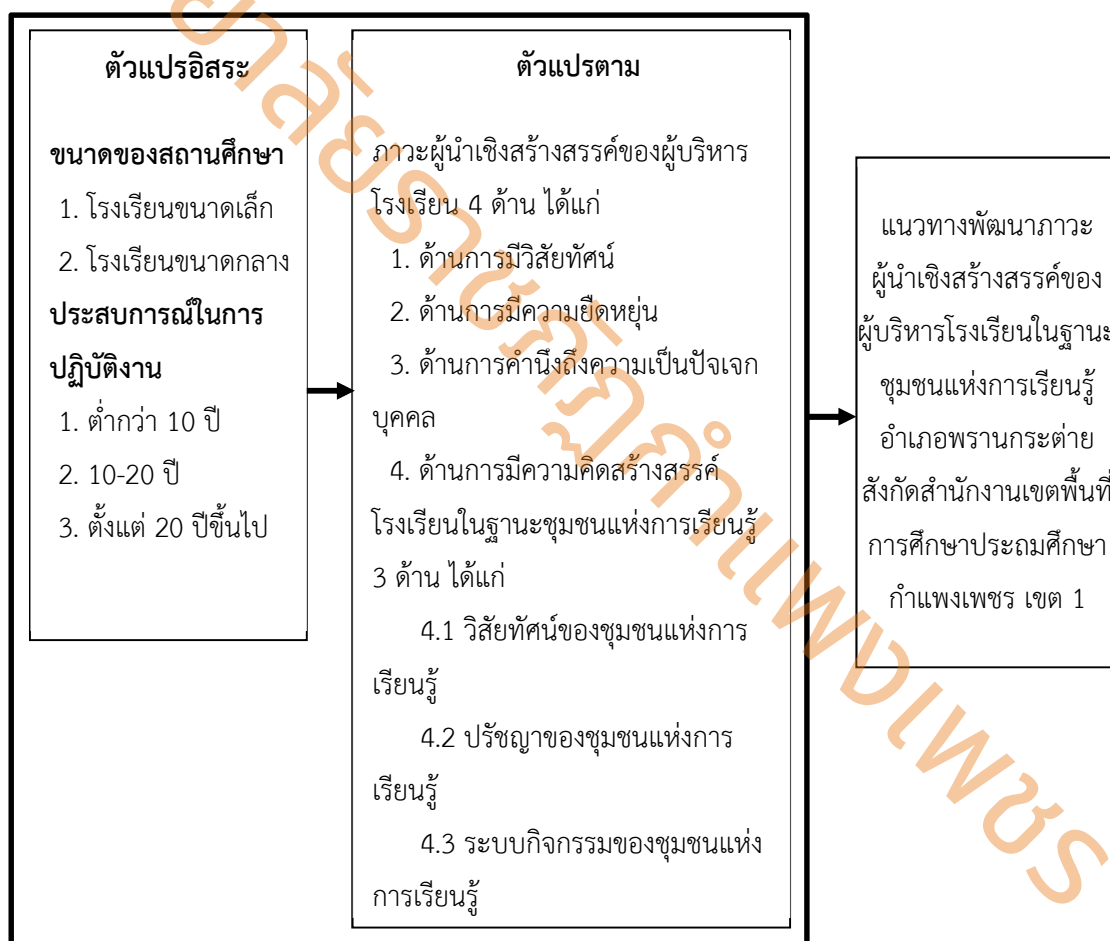 ตัวแปรอิสระ
ขนาดของสถานศึกษา
1. โรงเรียนขนาดเล็ก
2. โรงเรียนขนาดกลาง
ประสบการณ์ในการ
ปฏิบัติงาน
1. ต่ำกว่า 10 ปี
2. 10-20 ปี
3. ตั้งแต่ 20 ปีขึ้นไป
ตัวแปรตาม
ภาวะผู้นำเชิงสร้างสรรค์ของผู้บริหาร
โรงเรียน 4 ด้าน ได้แก่
1. ด้านการมีวิสัยทัศน์
2. ด้านการมีความยืดหยุ่น
3. ด้านการคำนึงถึงความเป็นปัจเจก
บุคคล
4. ด้านการมีความคิดสร้างสรรค์
โรงเรียนในฐานะชุมชนแห่งการเรียนรู้
3 ด้าน ได้แก่
4.1 วิสัยทัศน์ของชุมชนแห่งการ
เรียนรู้
4.2 ปรัชญาของชุมชนแห่งการ
เรียนรู้
4.3 ระบบกิจกรรมของชุมชนแห่ง
การเรียนรู้
แนวทางพัฒนาภาวะ
ผู้นำเชิงสร้างสรรค์ของ
ผู้บริหารโรงเรียนในฐานะ
ชุมชนแห่งการเรียนรู้
อำเภอพรานกระต่าย
สังกัดสำนักงานเขตพื้นที่
การศึกษาประถมศึกษา
กำแพงเพชร เขต 1
ยาลัยราชภัฏกำแพงเพชร